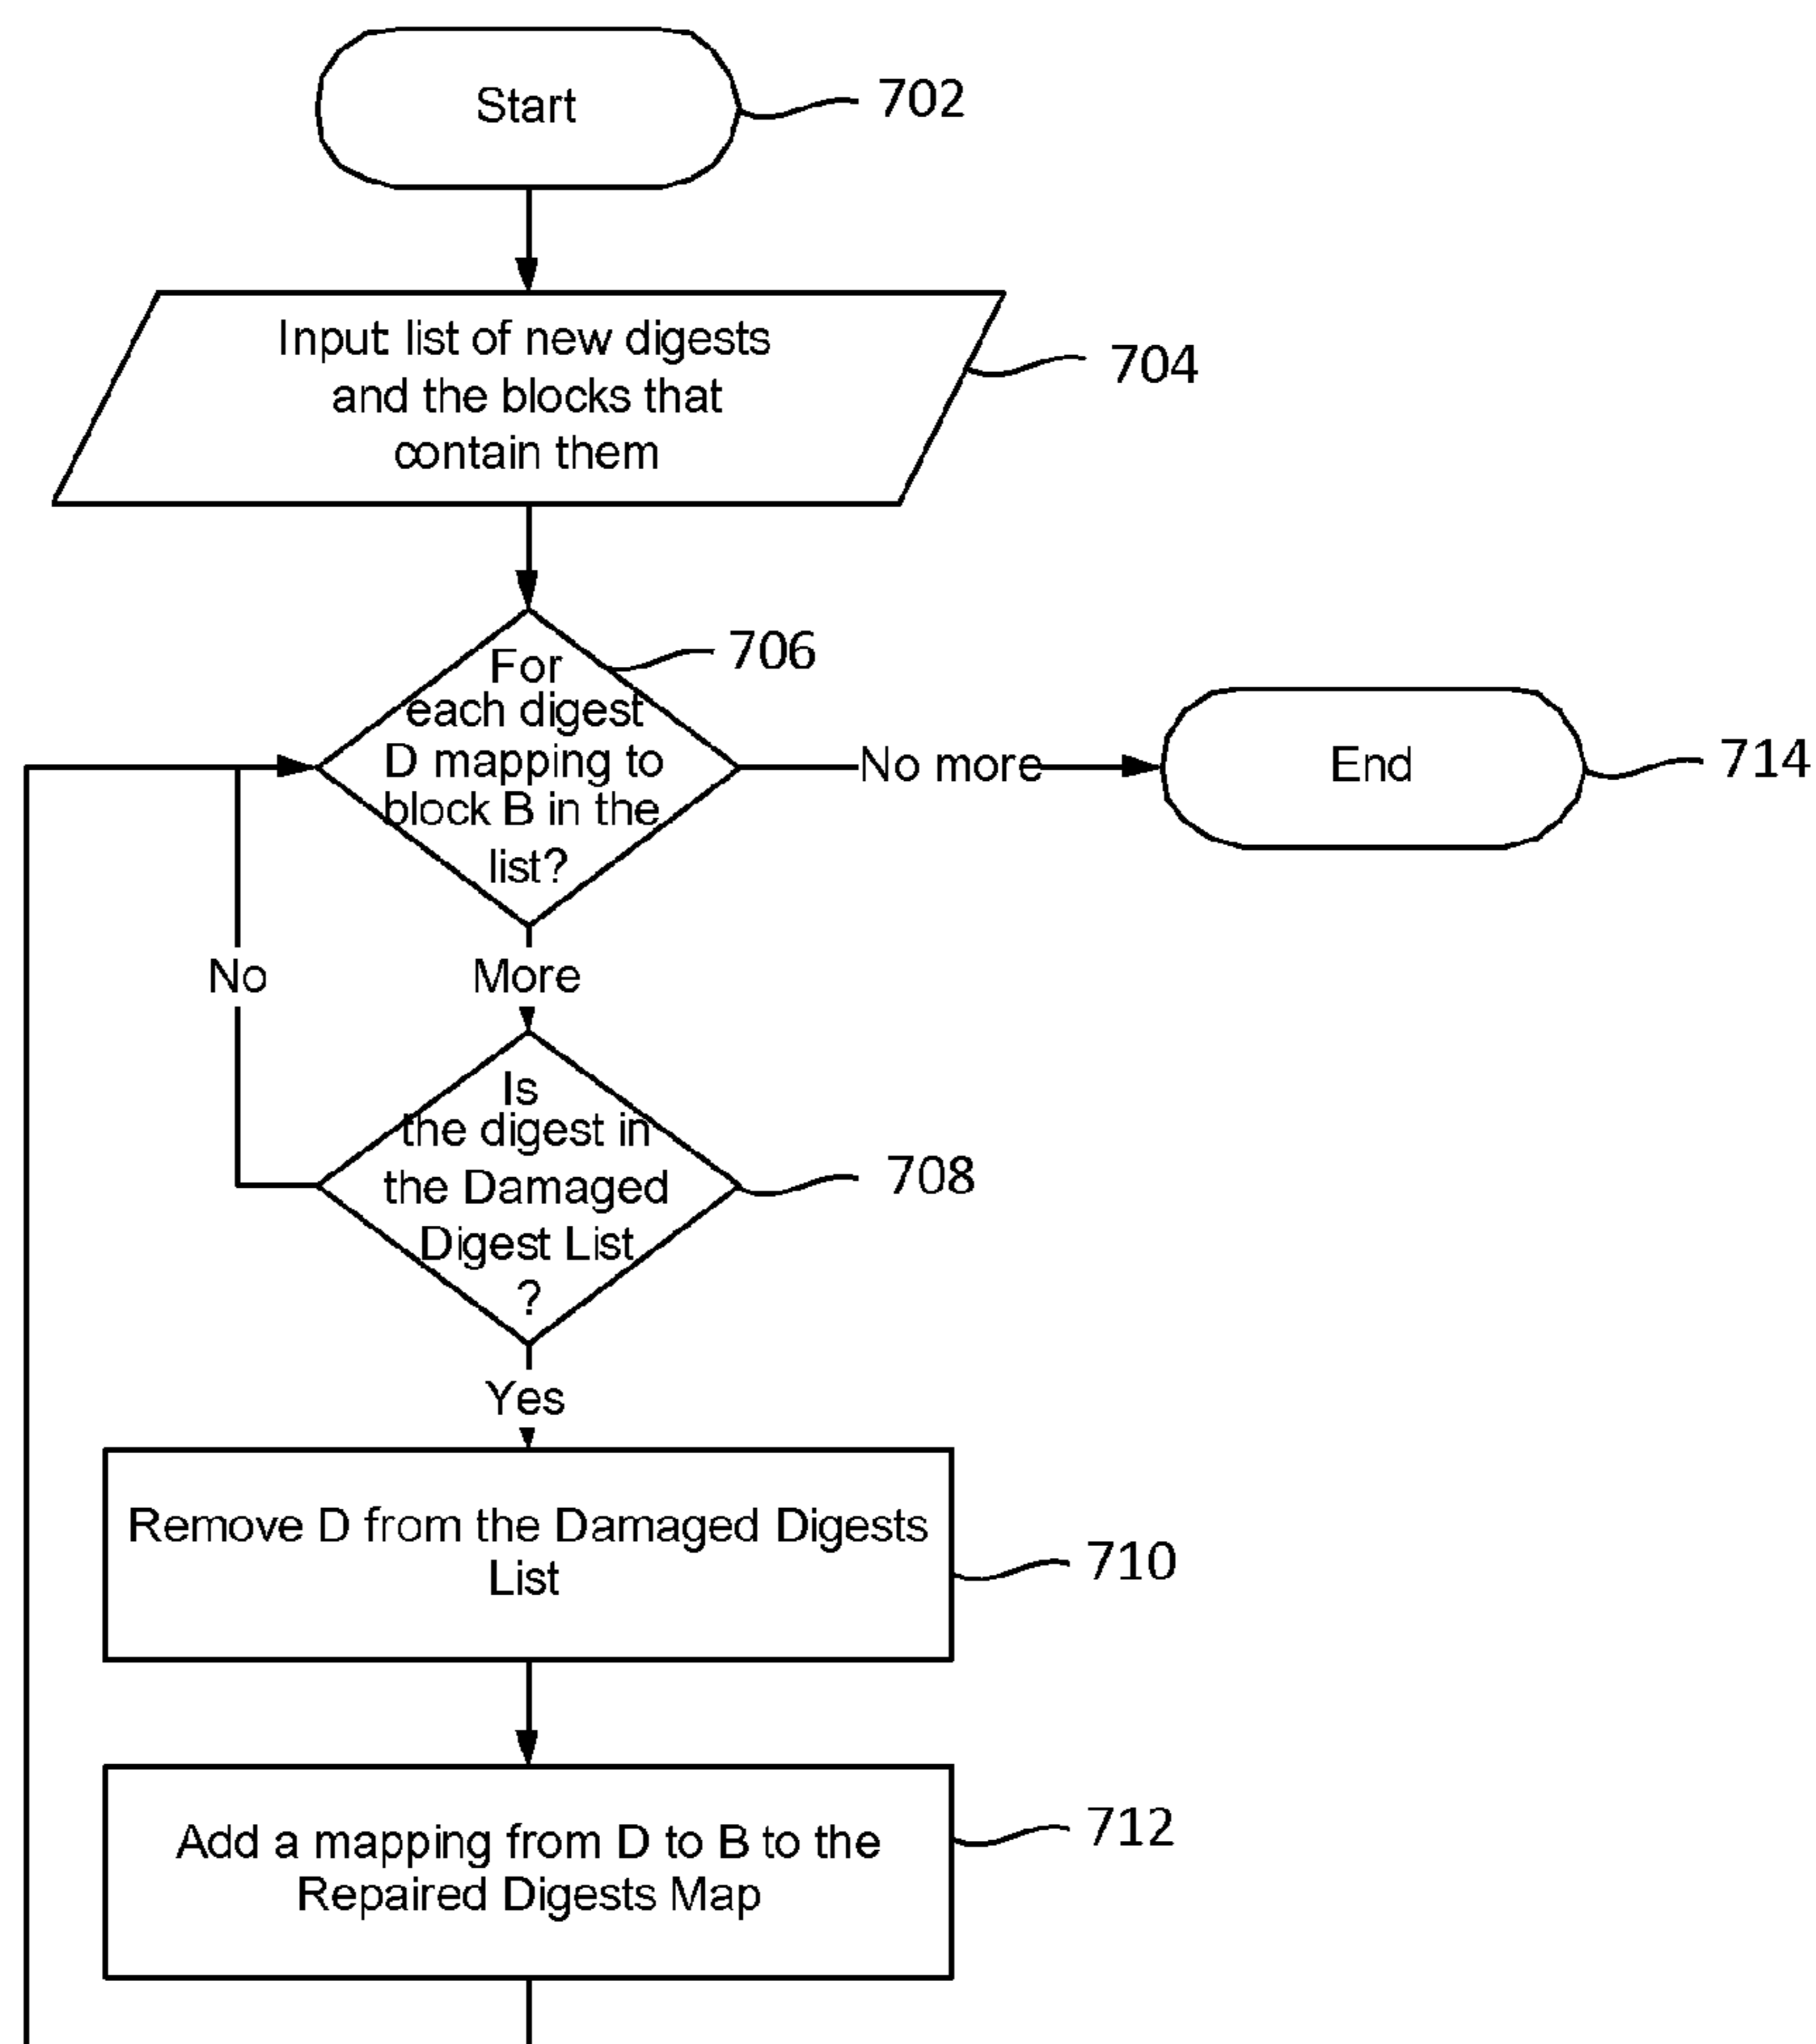 Start
702
Input: list of new digests
and the blocks that
contain them
704
For
each digest
D mapping to
block B in the
list?
706
No more
End
714
No
More
Is
the digest in
the Damaged
Digest List
?
708
Yes
Remove D from the Damaged Digests
List
710
Add a mapping from D to B to the
Repaired Digests Map
712